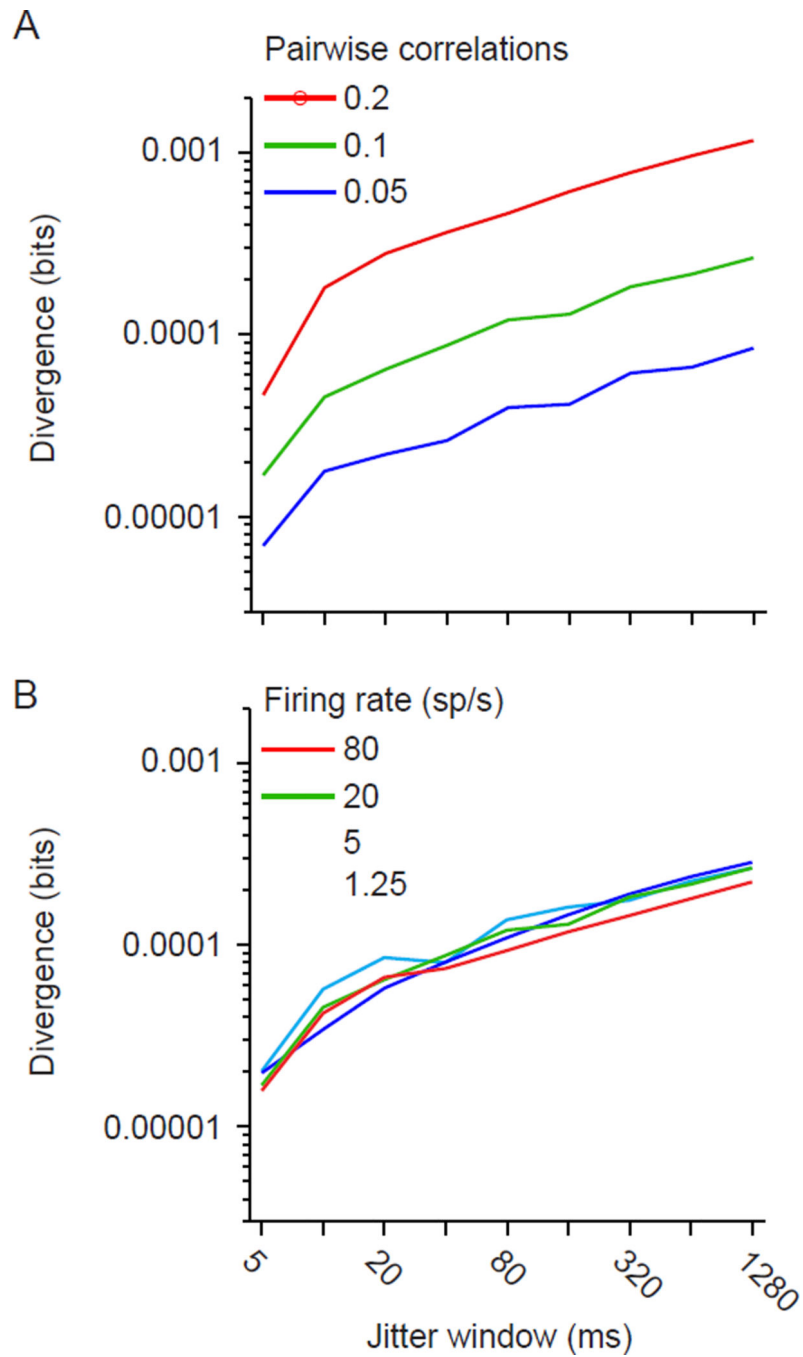 A
Pairwise correlations
0.2
0.1
0.05
0.001
0.0001
0.00001
Divergence (bits)
B
Firing rate (sp/s)
80
20
5
1.25
0.001
0.0001
0.00001
Divergence (bits)
5
20
80
320
1280
Jitter window (ms)